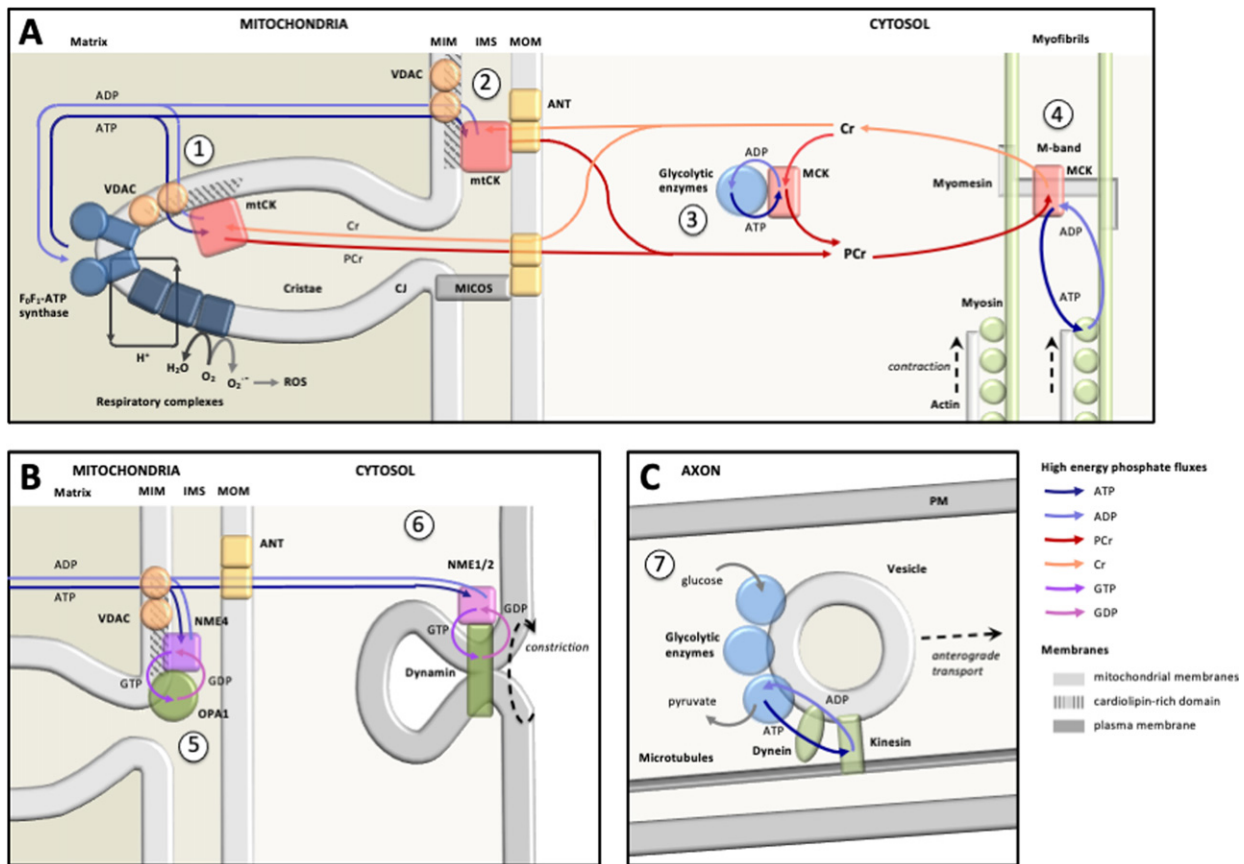 A
MITOCHONDRIA
CYTOSOL
Matrix
MIM
IMS
MOM
Myofibrils
VDAC
2
ADP
ANT
4
ATP
Cr
M-band
1
ADP
MCK
mtCK
Glycolytic
enzymes
MCK
Myomesin
VDAC
mtCK
3
ATP
Cr
ADP
PCr
PCr
F₀F₁-ATP
synthase
Cristae
CJ
MICOS
ATP
Myosin
H⁺
H₂O
O₂
O₂·⁻
ROS
contraction
Respiratory complexes
Actin
B
MITOCHONDRIA
CYTOSOL
Matrix
MIM
IMS
MOM
6
ANT
ADP
NME1/2
ATP
GDP
VDAC
NME4
GTP
constriction
Dynamin
GTP
GDP
OPA1
5
C
AXON
PM
7
glucose
Vesicle
Glycolytic
enzymes
anterograde
transport
pyruvate
ADP
ATP
Dynein
Kinesin
Microtubules
High energy phosphate fluxes
ATP
ADP
PCr
Cr
GTP
GDP
Membranes
mitochondrial membranes
cardiolipin-rich domain
plasma membrane